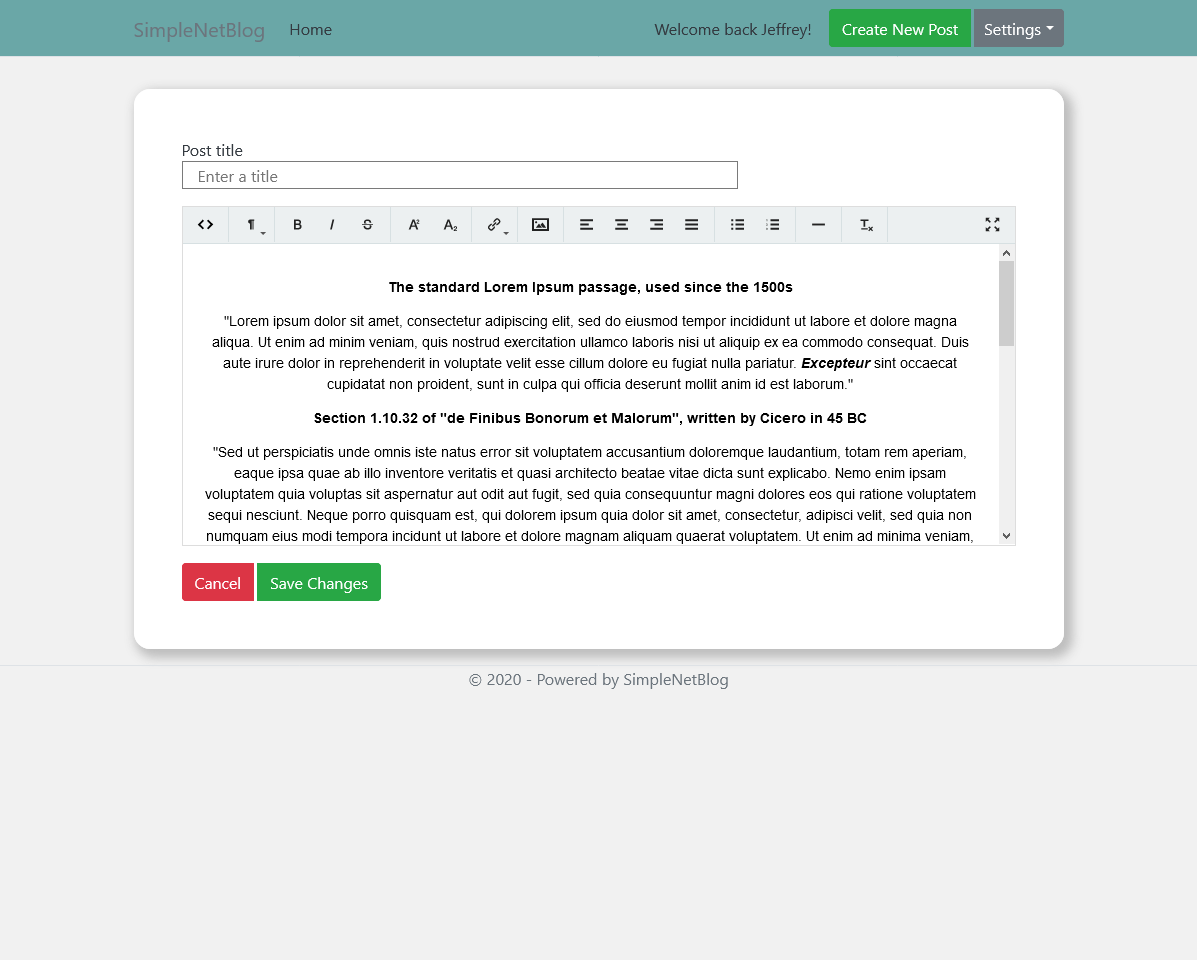 SimpleNetBlog Home Welcome back Jeffrey! Create New Post Settings
Post title
Enter a title
The standard Lorem Ipsum passage, used since the 1500s
"Lorem ipsum dolor sit amet, consectetur adipiscing elit, sed do eiusmod tempor incididunt ut labore et dolore magna
aliqua. Ut enim ad minim veniam, quis nostrud exercitation ullamco laboris nisi ut aliquip ex ea commodo consequat. Duis
aute irure dolor in reprehenderit in voluptate velit esse cillum dolore eu fugiat nulla pariatur. Excepteur sint occaecat
cupidatat non proident, sunt in culpa qui officia deserunt mollit anim id est laborum."
Section 1.10.32 of "de Finibus Bonorum et Malorum", written by Cicero in 45 BC
"Sed ut perspiciatis unde omnis iste natus error sit voluptatem accusantium doloremque laudantium, totam rem aperiam,
eaque ipsa quae ab illo inventore veritatis et quasi architecto beatae vitae dicta sunt explicabo. Nemo enim ipsam
voluptatem quia voluptas sit aspernatur aut odit aut fugit, sed quia consequuntur magni dolores eos qui ratione voluptatem
sequi nesciunt. Neque porro quisquam est, qui dolorem ipsum quia dolor sit amet, consectetur, adipisci velit, sed quia non
numquam eius modi tempora incidunt ut labore et dolore magnam aliquam quaerat voluptatem. Ut enim ad minima veniam,
Cancel Save Changes
© 2020 - Powered by SimpleNetBlog